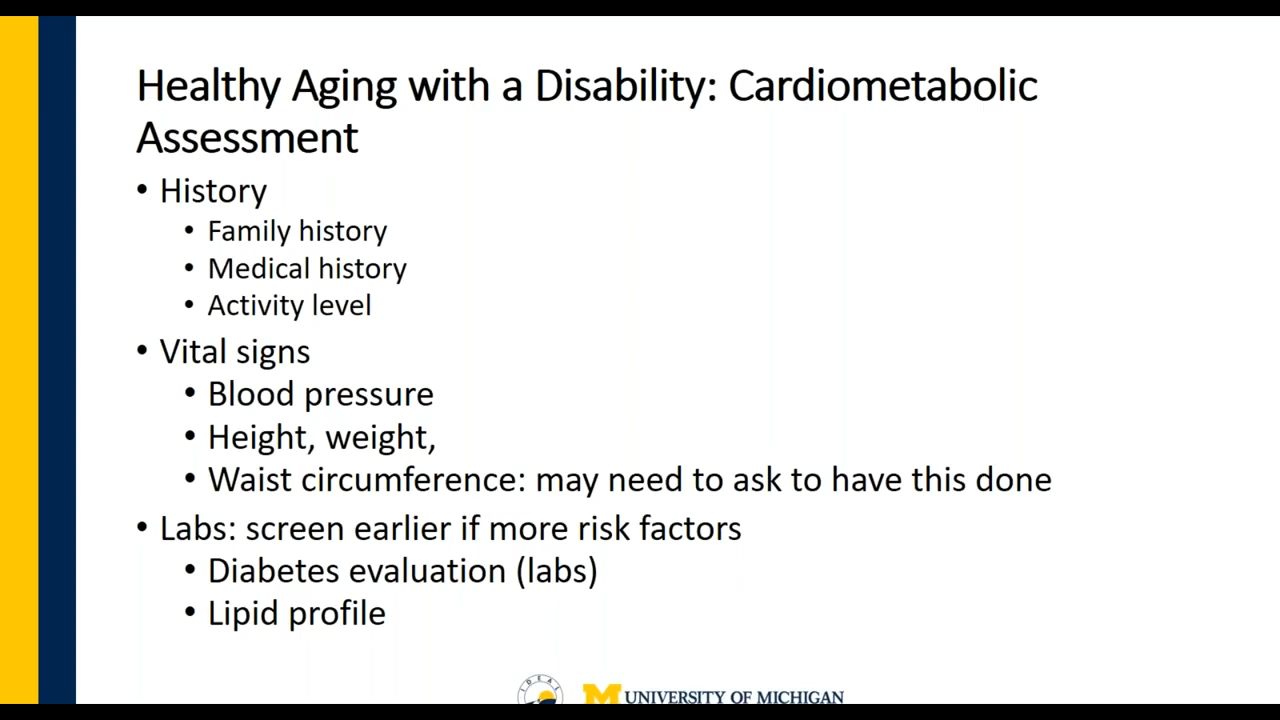 Healthy Aging with a Disability: Cardiometabolic
Assessment
• History
• Family history
• Medical history
• Activity level
• Vital signs
• Blood pressure
• Height, weight,
• Waist circumference: may need to ask to have this done
• Labs: screen earlier if more risk factors
• Diabetes evaluation (labs)
• Lipid profile
IDEAL
M UNIVERSITY OF MICHIGAN